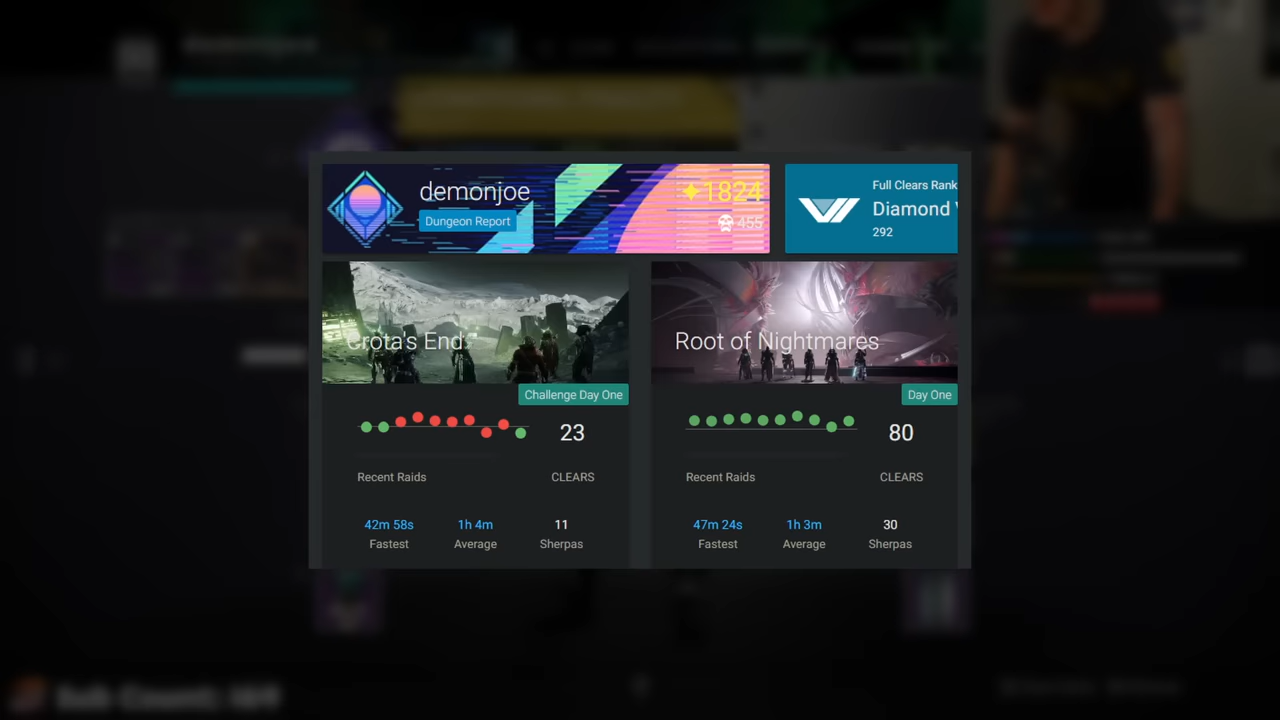 demonjoe
✦1824
Dungeon Report
455
Full Clears Rank
Diamond
292
Crota's End
Root of Nightmares
Challenge Day One
Day One
23
80
Recent Raids
CLEARS
Recent Raids
CLEARS
42m 58s
1h 4m
11
47m 24s
1h 3m
30
Fastest
Average
Sherpas
Fastest
Average
Sherpas
Sub Count: